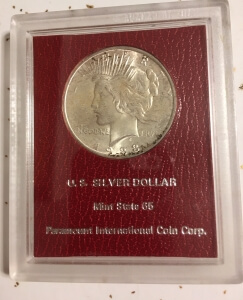 U.S. SILVER DOLLAR
Mint State 65
Paramount International Coin Corp.